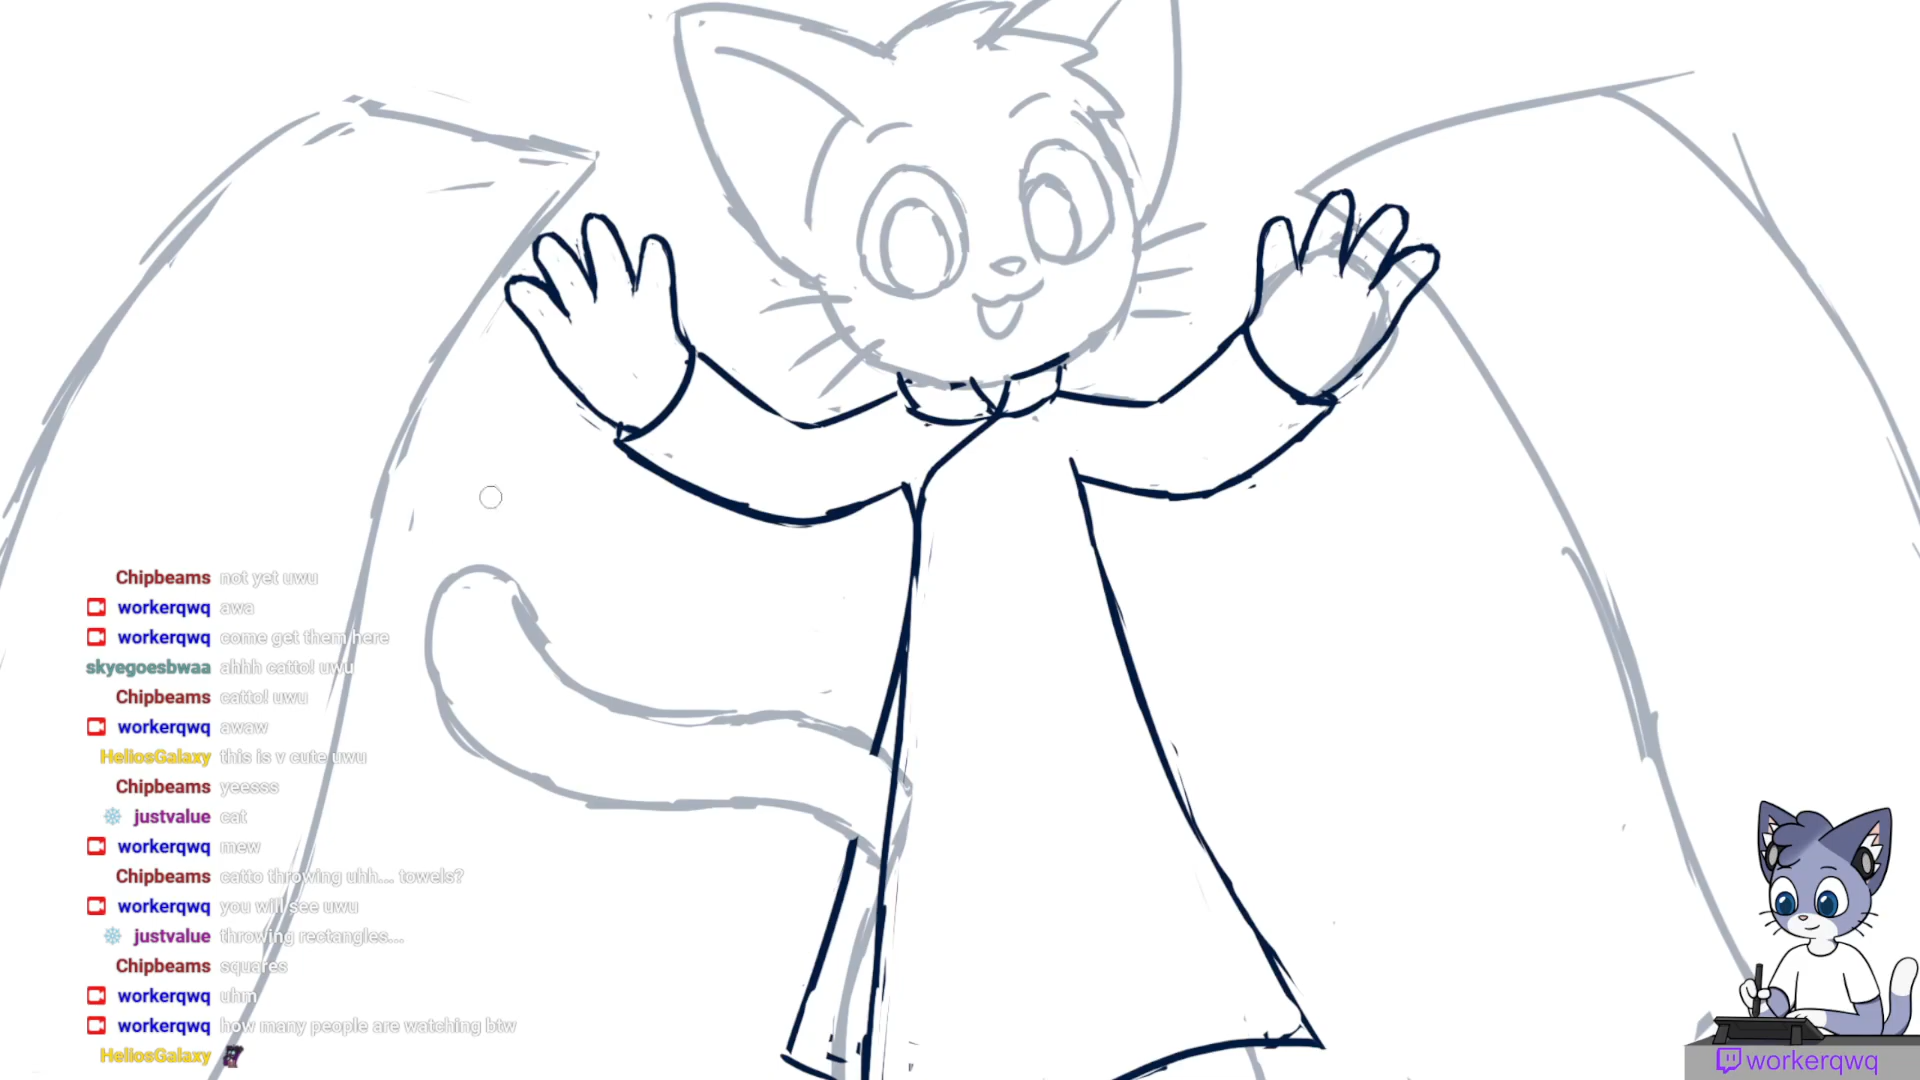 Chipbeams not yet uwu
workerqwq awa
workerqwq come get them here
skyegoesbwaa ahhh catto! uwu
Chipbeams catto! uwu
workerqwq awaw
HeliosGalaxy this is v cute uwu
Chipbeams yeesss
justvalue cat
workerqwq mew
Chipbeams catto throwing uhh... towels?
workerqwq you will see uwu
justvalue throwing rectangles...
Chipbeams squares
workerqwq uhm
workerqwq how many people are watching btw
HeliosGalaxy
workerqwq